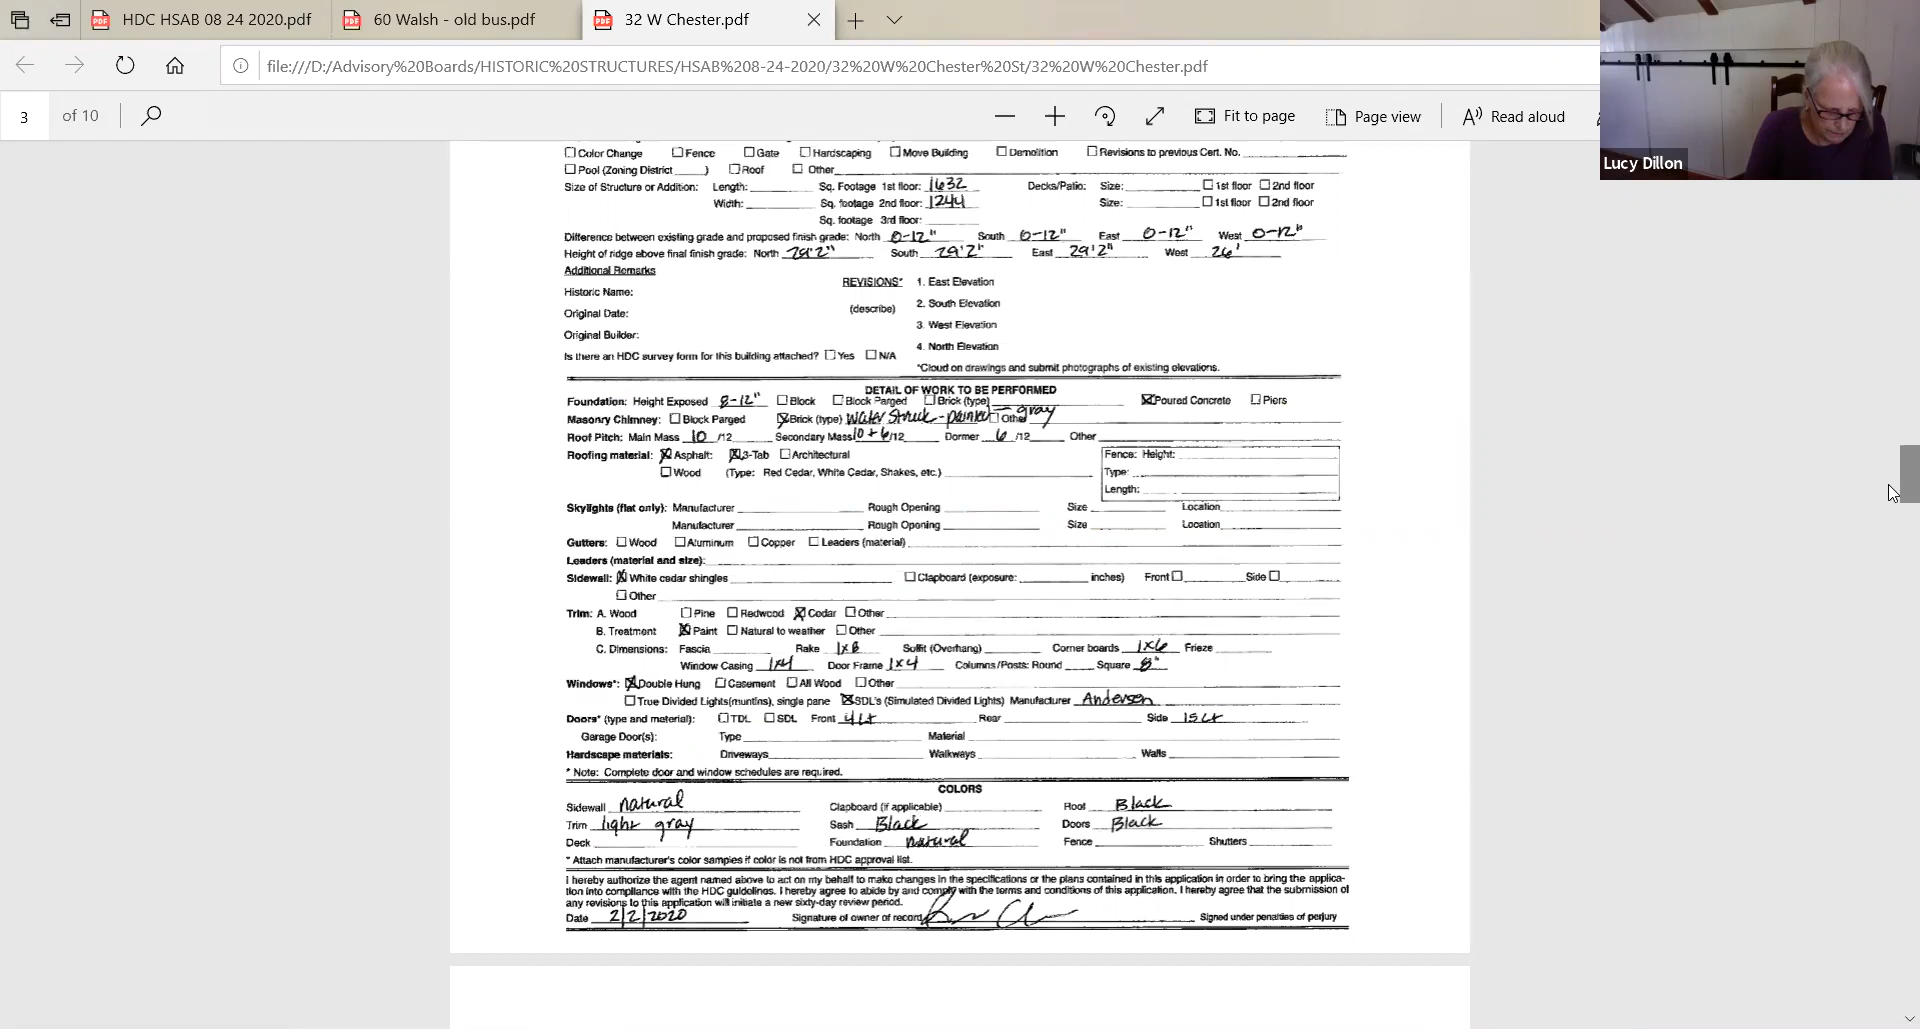 HDC HSAB 08 24 2020.pdf
60 Walsh - old bus.pdf
32 W Chester.pdf
file:///D:/Advisory%20Boards/HISTORIC%20STRUCTURES/HSAB%208-24-2020/32%20W%20Chester%20St/32%20W%20Chester.pdf
3 of 10
Fit to page
Page view
Read aloud
Lucy Dillon
Color Change Fence Gate Hardscaping Move Building Demolition Revisions to previous Cert. No.
Pool (Zoning District ) Roof Other
Size of Structure or Addition: Length: Sq. Footage 1st floor: 1632 Decks/Patio: Size: 1st floor 2nd floor
Width: Sq. footage 2nd floor: 1244 Size: 1st floor 2nd floor
Sq. footage 3rd floor:
Difference between existing grade and proposed finish grade: North 0-12" South 0-12" East 0-12" West 0-12"
Height of ridge above final finish grade: North 29'2" South 29'2" East 29'2" West 26'
Additional Remarks
Historic Name: REVISIONS* 1. East Elevation
Original Date: (describe) 2. South Elevation
Original Builder: 3. West Elevation
Is there an HDC survey form for this building attached? Yes N/A 4. North Elevation
*Cloud on drawings and submit photographs of existing elevations.
DETAIL OF WORK TO BE PERFORMED
Foundation: Height Exposed 8-12" Block Block Parged Brick (type) Poured Concrete Piers
Masonry Chimney: Block Parged Brick (type) Water Struck - painted - gray Other
Roof Pitch: Main Mass 10 /12 Secondary Mass 10 + 6 /12 Dormer 6 /12 Other
Roofing material: Asphalt: 3-Tab Architectural Fence: Height:
Wood (Type: Red Cedar, White Cedar, Shakes, etc.) Type:
Length:
Skylights (flat only): Manufacturer Rough Opening Size Location
Manufacturer Rough Opening Size Location
Gutters: Wood Aluminum Copper Leaders (material)
Leaders (material and size):
Sidewall: White cedar shingles Clapboard (exposure: inches) Front Side
Other
Trim: A. Wood Pine Redwood Cedar Other
B. Treatment Paint Natural to weather Other
C. Dimensions: Fascia Rake 1x8 Soffit (Overhang) Corner boards 1x6 Frieze
Window Casing 1x4 Door Frame 1x4 Columns/Posts: Round Square 8"
Windows*: Double Hung Casement All Wood Other
True Divided Lights(muntins), single pane SDL's (Simulated Divided Lights) Manufacturer Andersen
Doors* (type and material): TDL SDL Front 4 Lt Rear Side 15 Lt
Garage Door(s): Type Material
Hardscape materials: Driveways Walkways Walls
* Note: Complete door and window schedules are required.
COLORS
Sidewall natural Clapboard (if applicable) Roof Black
Trim light gray Sash Black Doors Black
Deck Foundation natural Fence Shutters
* Attach manufacturer's color samples if color is not from HDC approval list.
I hereby authorize the agent named above to act on my behalf to make changes in the specifications or the plans contained in this application in order to bring the applica-
tion into compliance with the HDC guidelines. I hereby agree to abide by and comply with the terms and conditions of this application. I hereby agree that the submission of
any revisions to this application will initiate a new sixty-day review period.
Date 2/2/2020 Signature of owner of record Signed under penalties of perjury